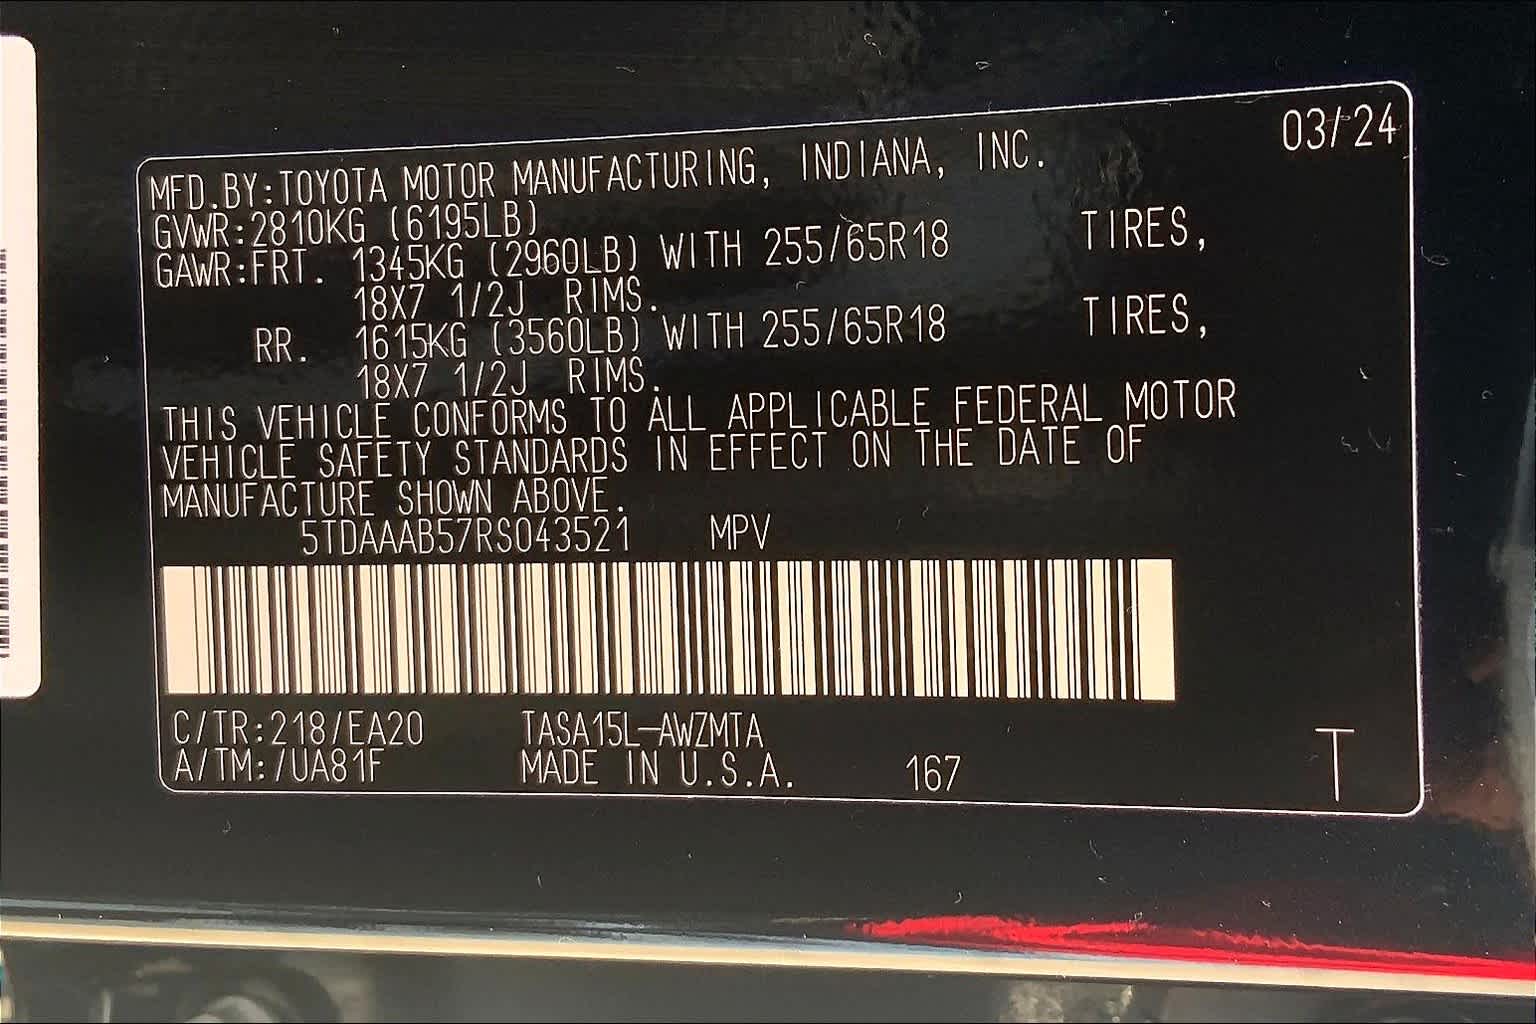 03/24
MFD.BY:TOYOTA MOTOR MANUFACTURING, INDIANA, INC.
GVWR:2810KG (6195LB)
GAWR:FRT. 1345KG (2960LB) WITH 255/65R18 TIRES,
18X7 1/2J RIMS.
RR. 1615KG (3560LB) WITH 255/65R18 TIRES,
18X7 1/2J RIMS.
THIS VEHICLE CONFORMS TO ALL APPLICABLE FEDERAL MOTOR
VEHICLE SAFETY STANDARDS IN EFFECT ON THE DATE OF
MANUFACTURE SHOWN ABOVE.
5TDAAAB57RS043521 MPV
C/TR:218/EA20 TASA15L-AWZMTA
A/TM:/UA81F MADE IN U.S.A. 167
T